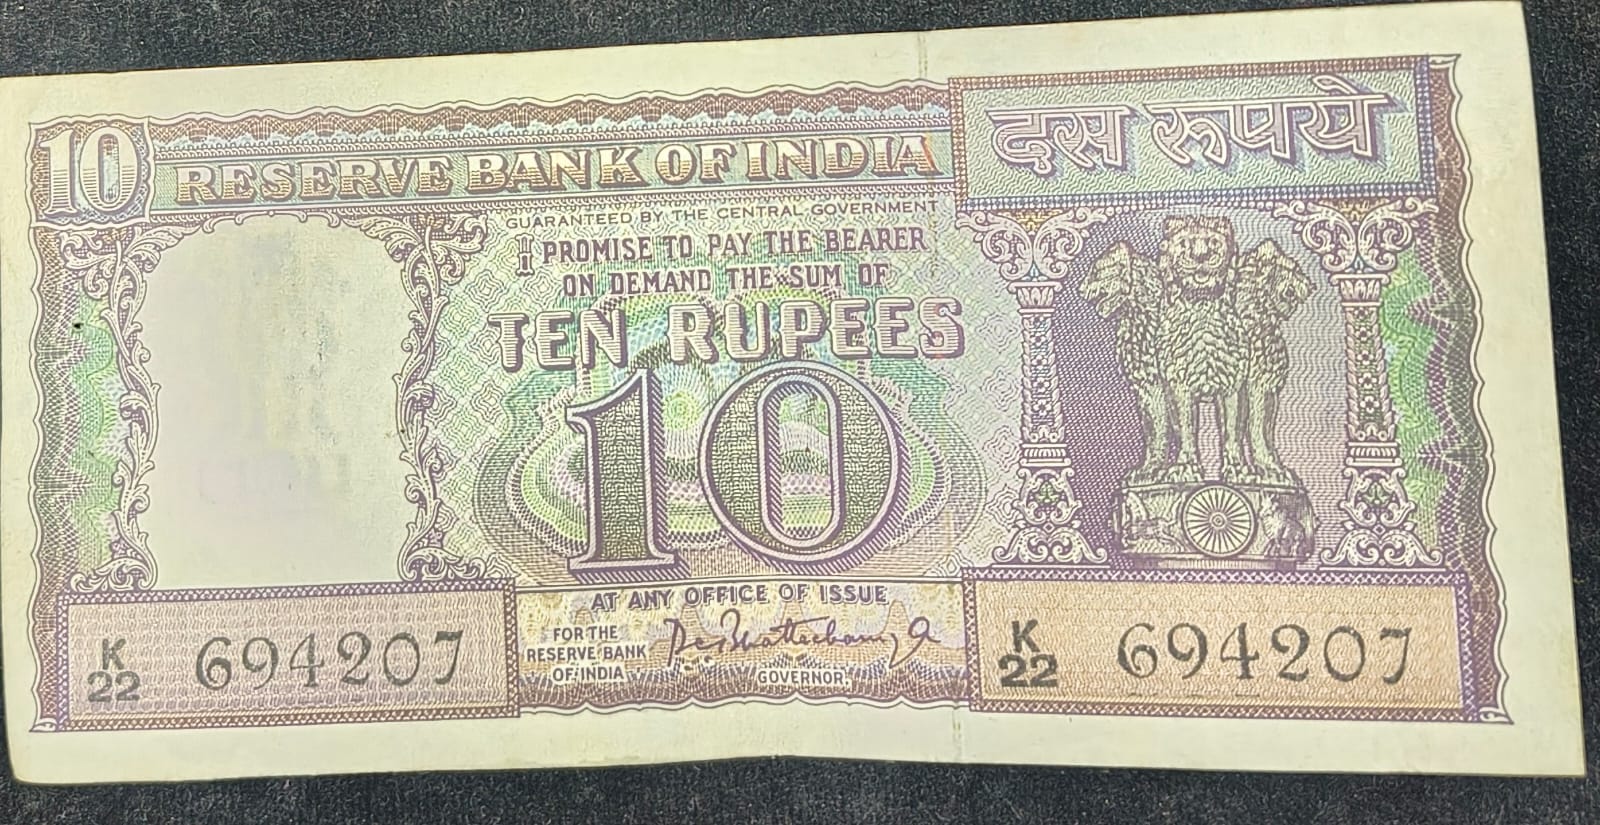 10
RESERVE BANK OF INDIA
दस रूपये
GUARANTEED BY THE CENTRAL GOVERNMENT
I PROMISE TO PAY THE BEARER
ON DEMAND THE SUM OF
TEN RUPEES
10
AT ANY OFFICE OF ISSUE
FOR THE
RESERVE BANK
OF INDIA
P. C. Bhattacharyya
GOVERNOR.
K
22
694207
K
22
694207